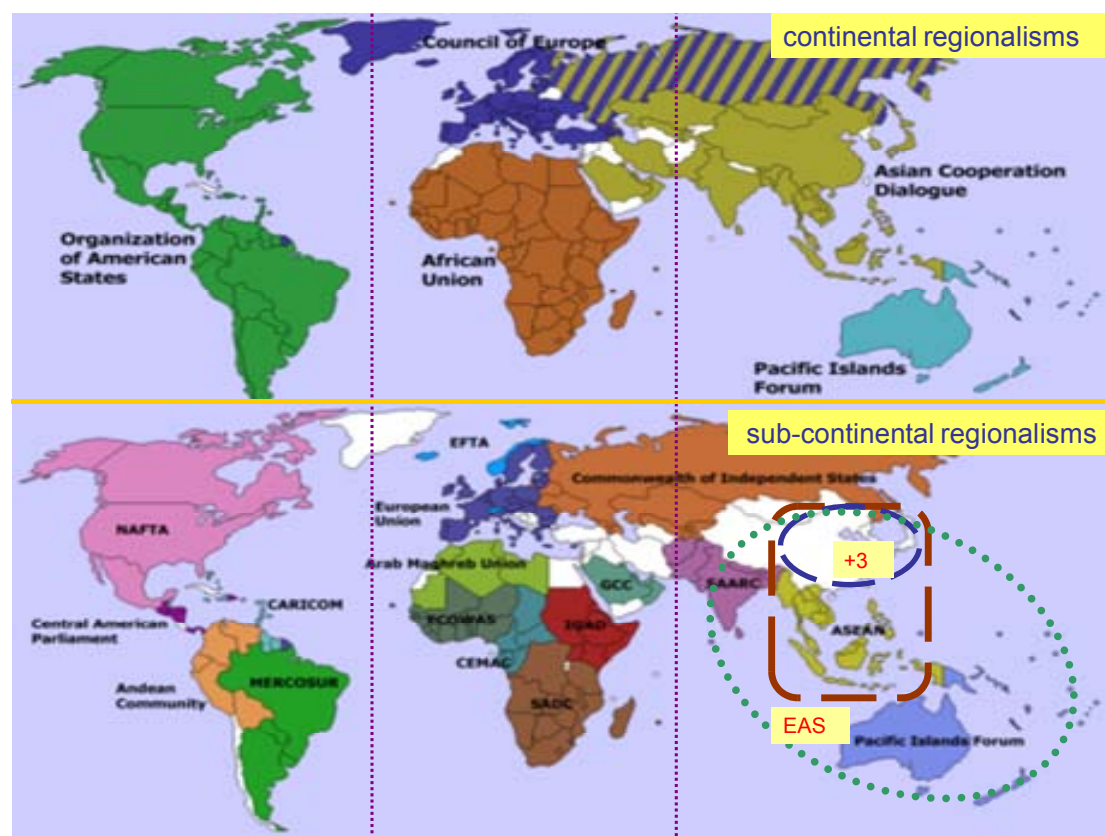 continental regionalisms
Council of Europe
Asian Cooperation
Dialogue
Organization
of American
States
African
Union
Pacific Islands
Forum
sub-continental regionalisms
EFTA
Commonwealth of Independent States
European
Union
NAFTA
+3
Arab Maghreb Union
GCC
SAARC
CARICOM
Central American
Parliament
ECOWAS
IGAD
ASEAN
CEMAC
MERCOSUR
Andean
Community
SADC
EAS
Pacific Islands Forum